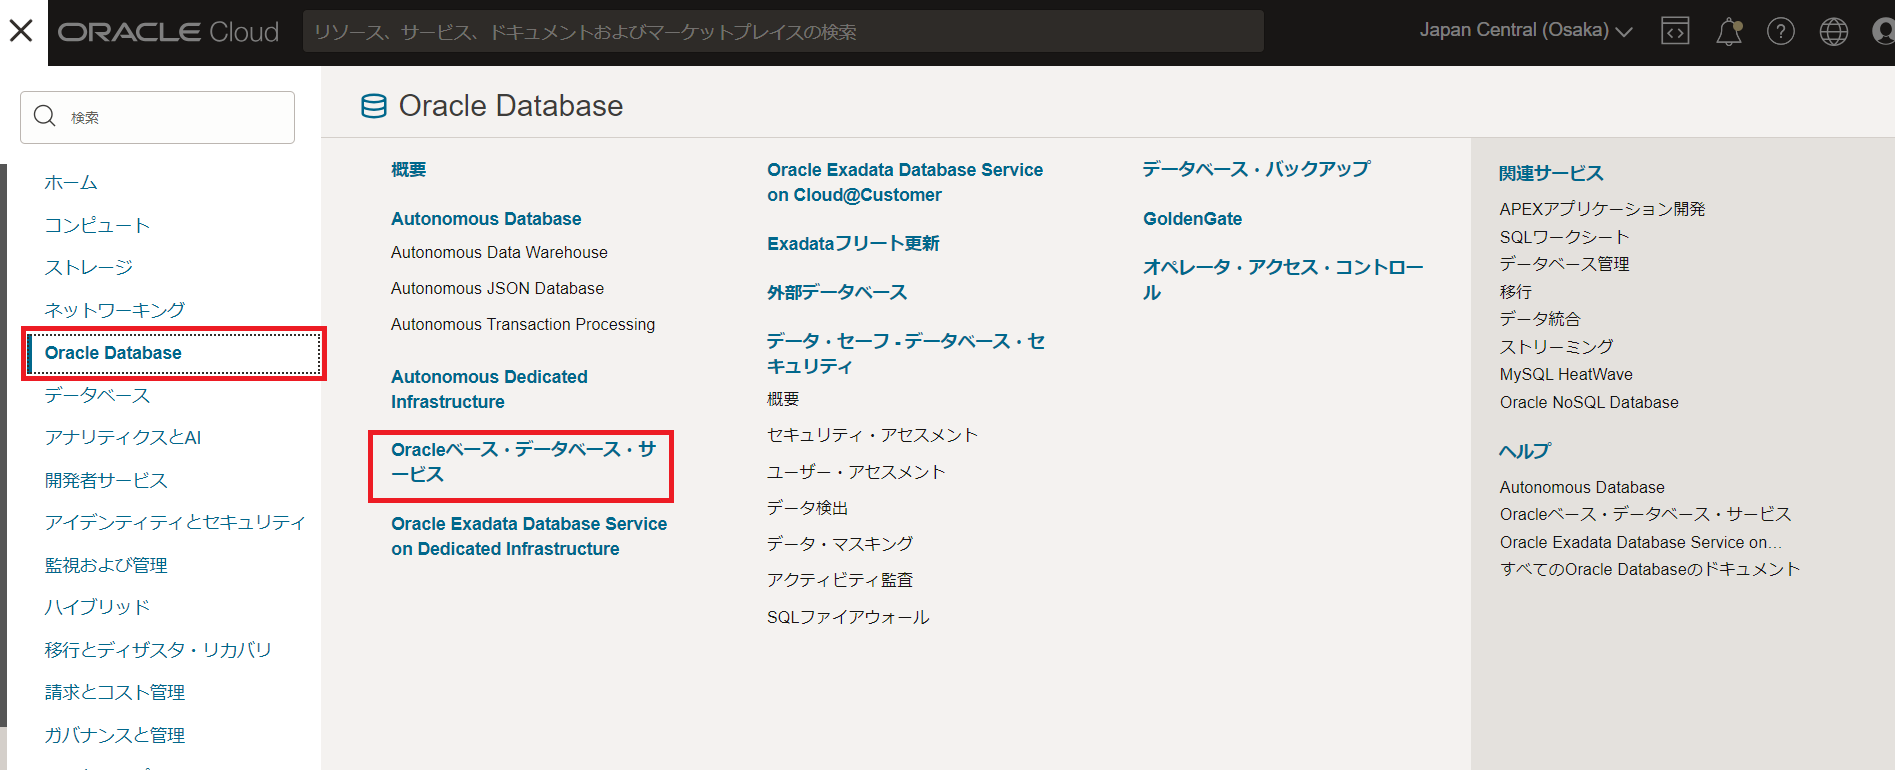 ORACLE Cloud
リソース、サービス、ドキュメントおよびマーケットプレイスの検索
Japan Central (Osaka)
検索
ホーム
コンピュート
ストレージ
ネットワーキング
Oracle Database
データベース
アナリティクスとAI
開発者サービス
アイデンティティとセキュリティ
監視および管理
ハイブリッド
移行とディザスタ・リカバリ
請求とコスト管理
ガバナンスと管理
Oracle Database
概要
Autonomous Database
Autonomous Data Warehouse
Autonomous JSON Database
Autonomous Transaction Processing
Autonomous Dedicated
Infrastructure
Oracleベース・データベース・サ
ービス
Oracle Exadata Database Service
on Dedicated Infrastructure
Oracle Exadata Database Service
on Cloud@Customer
Exadataフリート更新
外部データベース
データ・セーフ - データベース・セ
キュリティ
概要
セキュリティ・アセスメント
ユーザー・アセスメント
データ検出
データ・マスキング
アクティビティ監査
SQLファイアウォール
データベース・バックアップ
GoldenGate
オペレータ・アクセス・コントロー
ル
関連サービス
APEXアプリケーション開発
SQLワークシート
データベース管理
移行
データ統合
ストリーミング
MySQL HeatWave
Oracle NoSQL Database
ヘルプ
Autonomous Database
Oracleベース・データベース・サービス
Oracle Exadata Database Service on...
すべてのOracle Databaseのドキュメント